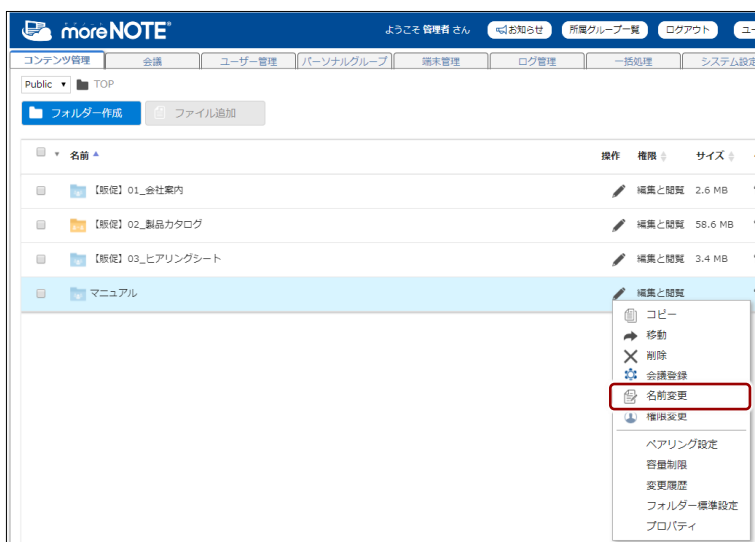 moreNOTE® ようこそ 管理者 さん お知らせ 所属グループ一覧 ログアウト ユー
コンテンツ管理 会議 ユーザー管理 パーソナルグループ 端末管理 ログ管理 一括処理 システム設定
Public ▼ TOP
フォルダー作成 ファイル追加
名前 操作 権限 サイズ
【販促】01_会社案内 編集と閲覧 2.6 MB
【販促】02_製品カタログ 編集と閲覧 58.6 MB
【販促】03_ヒアリングシート 編集と閲覧 3.4 MB
マニュアル 編集と閲覧
コピー
移動
削除
会議登録
名前変更
権限変更
ペアリング設定
容量制限
変更履歴
フォルダー標準設定
プロパティ